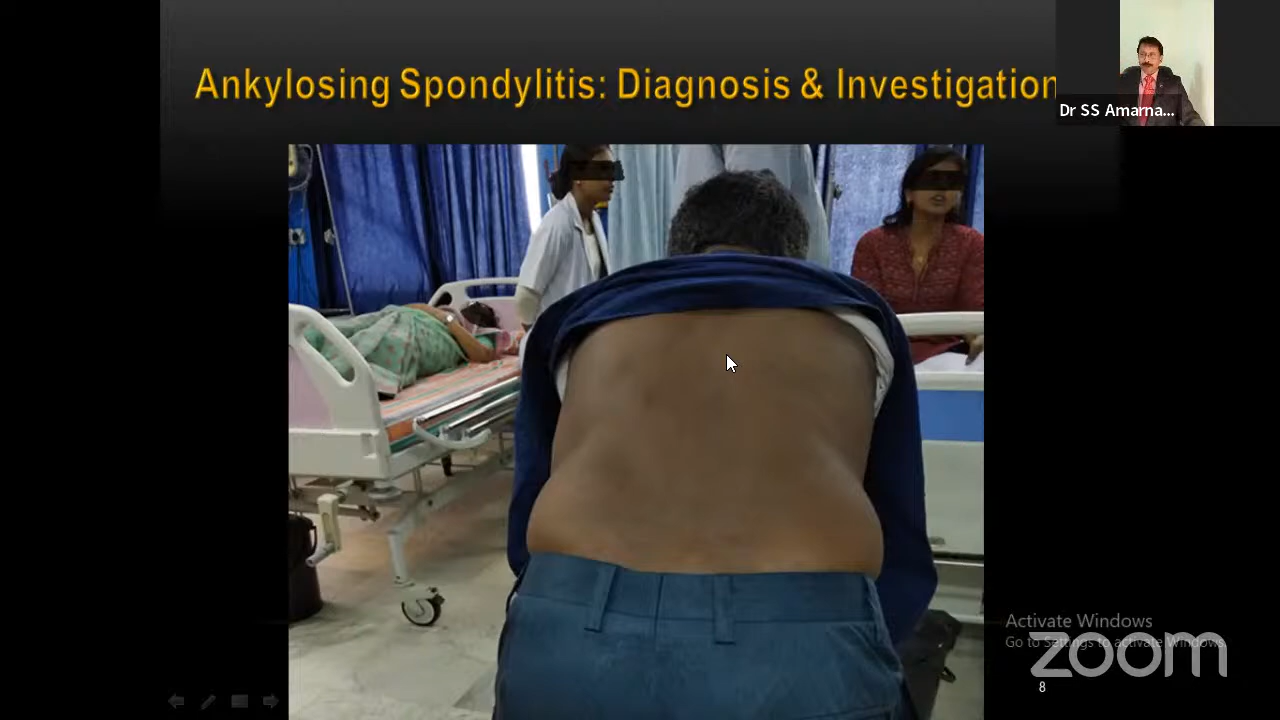 Ankylosing Spondylitis: Diagnosis & Investigation
Dr SS Amarna...
Activate Windows
Go to Settings to activate Windows.
zoom
8